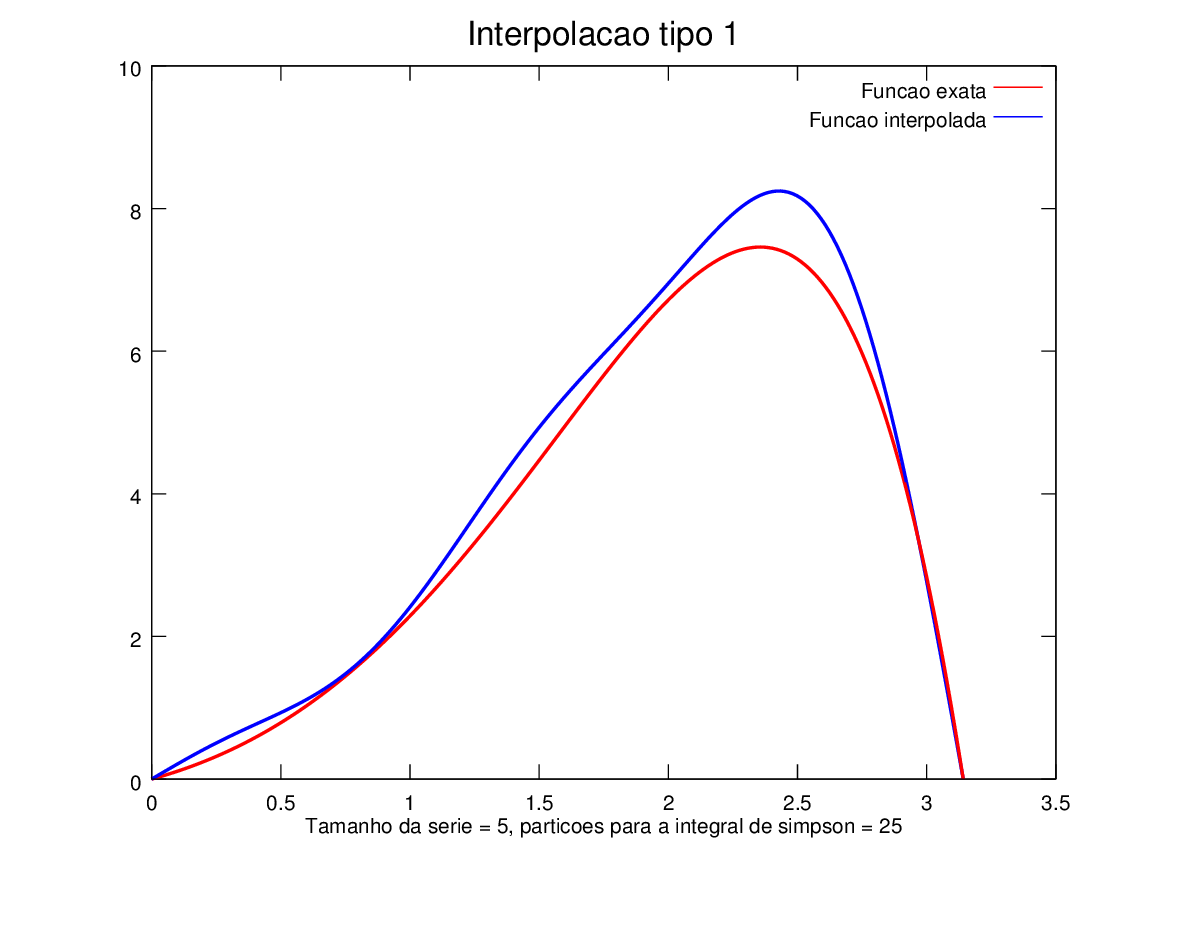 Interpolacao tipo 1
10
Funcao exata
Funcao interpolada
8
6
4
2
0
0 0.5 1 1.5 2 2.5 3 3.5
Tamanho da serie = 5, particoes para a integral de simpson = 25